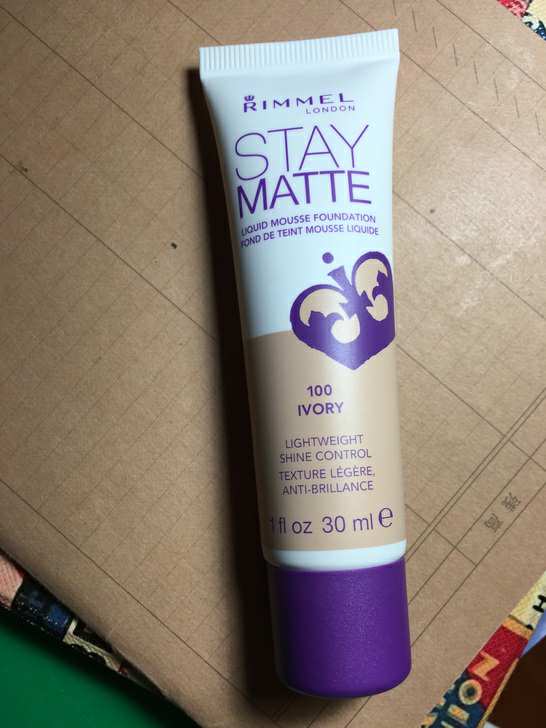 RIMMEL
LONDON
STAY
MATTE
LIQUID MOUSSE FOUNDATION
FOND DE TEINT MOUSSE LIQUIDE
100
IVORY
LIGHTWEIGHT
SHINE CONTROL
TEXTURE LÉGÈRE,
ANTI-BRILLANCE
1 fl oz 30 ml e